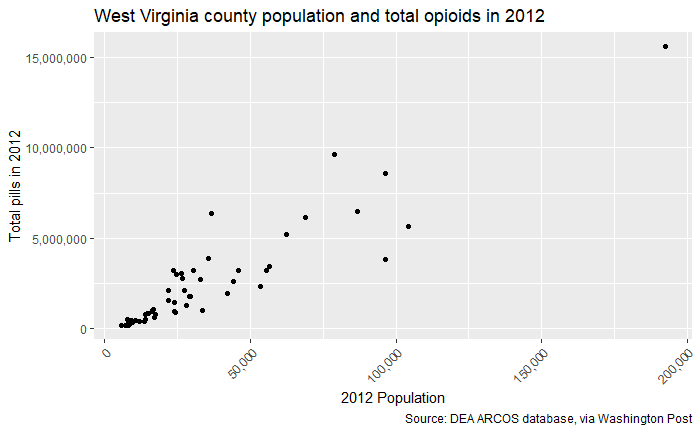 West Virginia county population and total opioids in 2012
Total pills in 2012
15,000,000
10,000,000
5,000,000
0
0
50,000
100,000
150,000
200,000
2012 Population
Source: DEA ARCOS database, via Washington Post